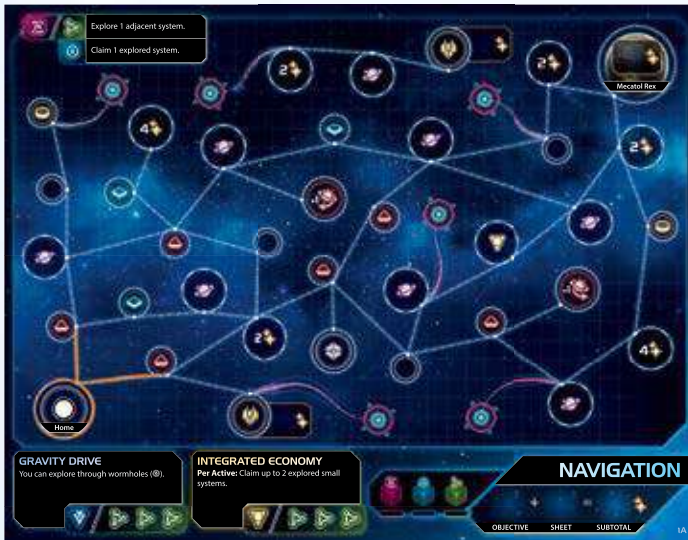 Explore 1 adjacent system.
Claim 1 explored system.
2
2
Mecatol Rex
4
2
2
4
Home
GRAVITY DRIVE
You can explore through wormholes ( ).
INTEGRATED ECONOMY
Per Active: Claim up to 2 explored small
systems.
NAVIGATION
OBJECTIVE SHEET SUBTOTAL
1A